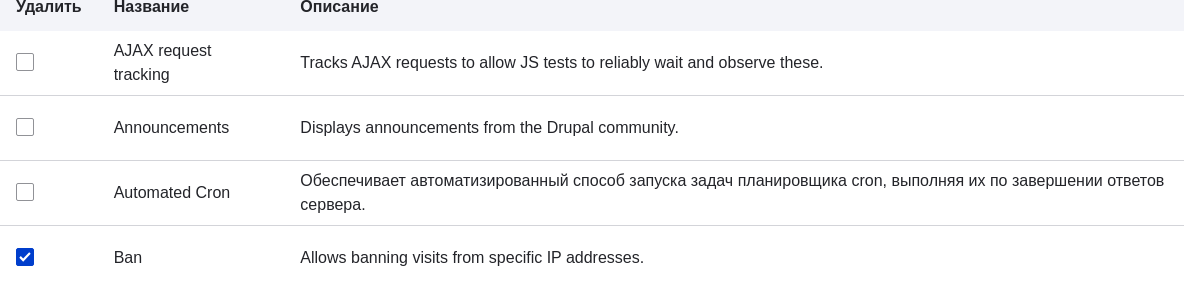 Удалить Название Описание
AJAX request
tracking
Tracks AJAX requests to allow JS tests to reliably wait and observe these.
Announcements Displays announcements from the Drupal community.
Automated Cron
Обеспечивает автоматизированный способ запуска задач планировщика cron, выполняя их по завершении ответов
сервера.
Ban Allows banning visits from specific IP addresses.